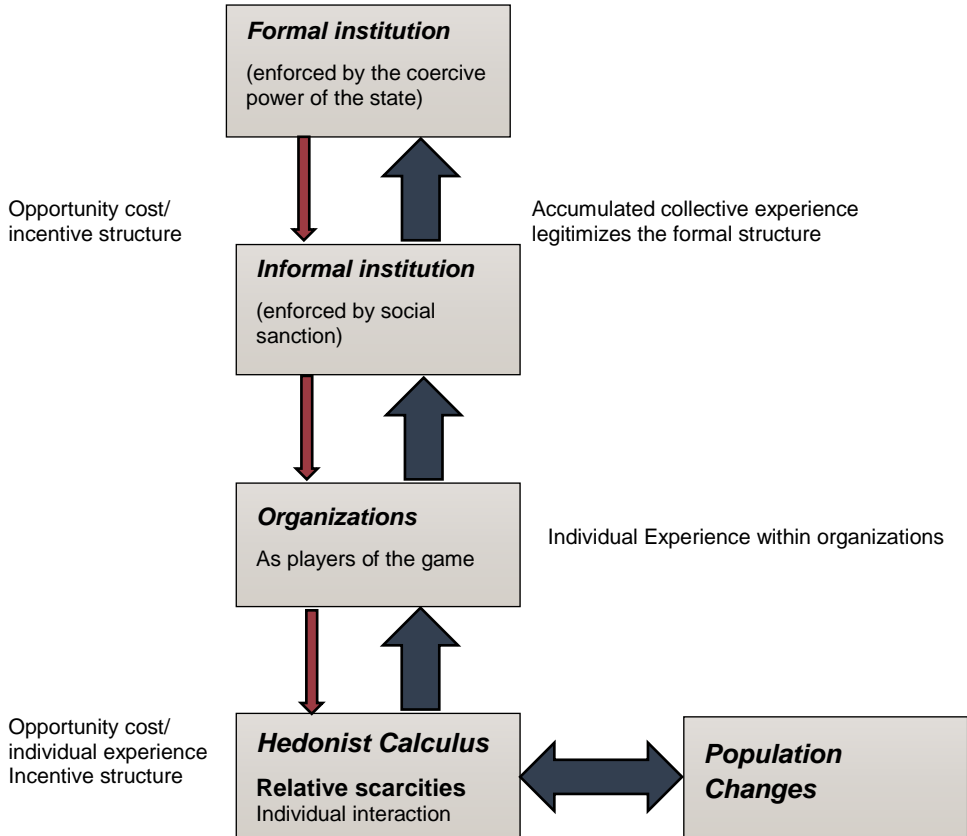 Formal institution
(enforced by the coercive
power of the state)
Opportunity cost/
incentive structure
Accumulated collective experience
legitimizes the formal structure
Informal institution
(enforced by social
sanction)
Organizations
As players of the game
Individual Experience within organizations
Opportunity cost/
individual experience
Incentive structure
Hedonist Calculus
Relative scarcities
Individual interaction
Population
Changes